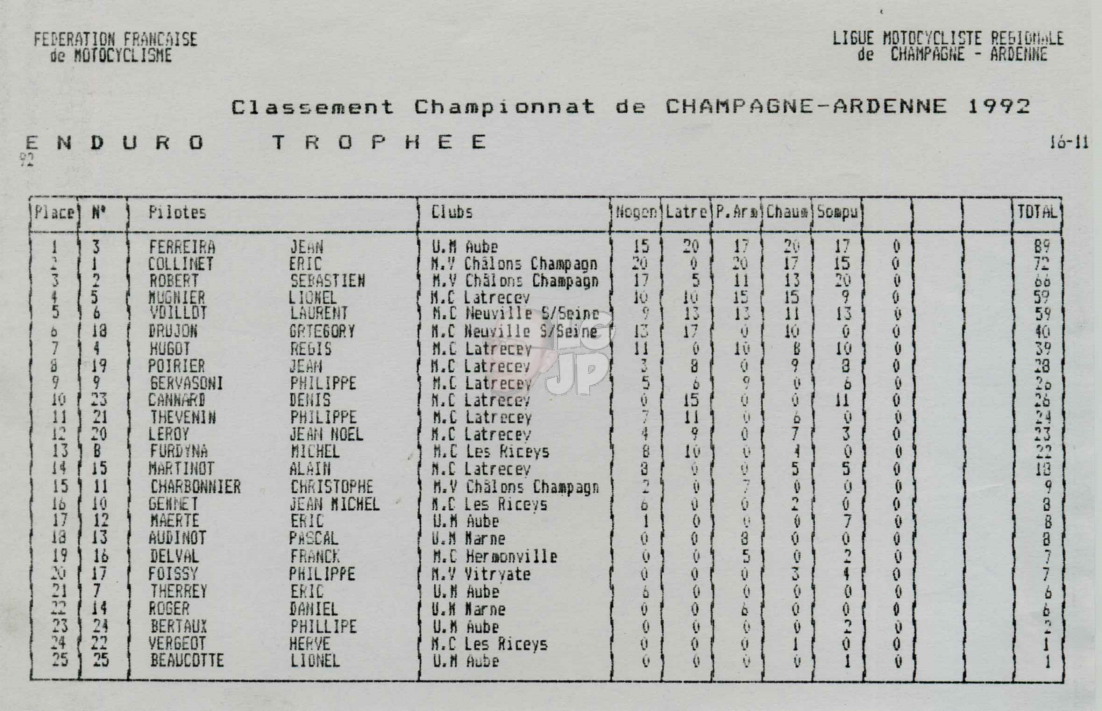 FEDERATION FRANCAISE
de MOTOCYCLISME
LIGUE MOTOCYCLISTE REGIONALE
de CHAMPAGNE - ARDENNE
Classement Championnat de CHAMPAGNE-ARDENNE 1992
ENDURO TROPHEE 16-11
92
Place N° Pilotes Clubs Nogen Latre P.Arm Chaum Sompu TOTAL
1 3 FERREIRA JEAN U.M Aube 15 20 17 20 17 0 89
2 1 COLLINET ERIC M.V Châlons Champagn 20 0 20 17 15 0 72
3 2 ROBERT SEBASTIEN M.V Châlons Champagn 17 5 11 13 20 0 66
4 5 MUGNIER LIONEL M.C Latrecey 10 10 15 15 9 0 59
5 6 VOILLOT LAURENT M.C Neuville S/Seine 9 13 13 11 13 0 59
6 18 DRUJON GRTEGORY M.C Neuville S/Seine 13 17 0 10 0 0 40
7 4 HUGOT REGIS M.C Latrecey 11 0 10 8 10 0 39
8 19 POIRIER JEAN M.C Latrecey 3 8 0 9 8 0 28
9 9 GERVASONI PHILIPPE M.C Latrecey 5 6 9 0 6 0 26
10 23 CANNARD DENIS M.C Latrecey 0 15 0 0 11 0 26
11 21 THEVENIN PHILIPPE M.C Latrecey 7 11 0 6 0 0 24
12 20 LEROY JEAN NOEL M.C Latrecey 4 9 0 7 3 0 23
13 8 FURDYNA MICHEL M.C Les Riceys 8 10 0 4 0 0 22
14 15 MARTINOT ALAIN M.C Latrecey 8 0 0 5 5 0 18
15 11 CHARBONNIER CHRISTOPHE M.V Châlons Champagn 2 0 7 0 0 0 9
16 10 GENNET JEAN MICHEL M.C Les Riceys 6 0 0 2 0 0 8
17 12 MAERTE ERIC U.M Aube 1 0 0 0 7 0 8
18 13 AUDINOT PASCAL U.M Marne 0 0 8 0 0 0 8
19 16 DELVAL FRANCK M.C Hermonville 0 0 5 0 2 0 7
20 17 FOISSY PHILIPPE M.V Vitryate 0 0 0 3 4 0 7
21 7 THERREY ERIC U.M Aube 6 0 0 0 0 0 6
22 14 ROGER DANIEL U.M Marne 0 0 6 0 0 0 6
23 24 BERTAUX PHILLIPE U.M Aube 0 0 0 0 2 0 2
24 22 VERGEOT HERVE M.C Les Riceys 0 0 0 1 0 0 1
25 25 BEAUCOTTE LIONEL U.M Aube 0 0 0 0 1 0 1
JP